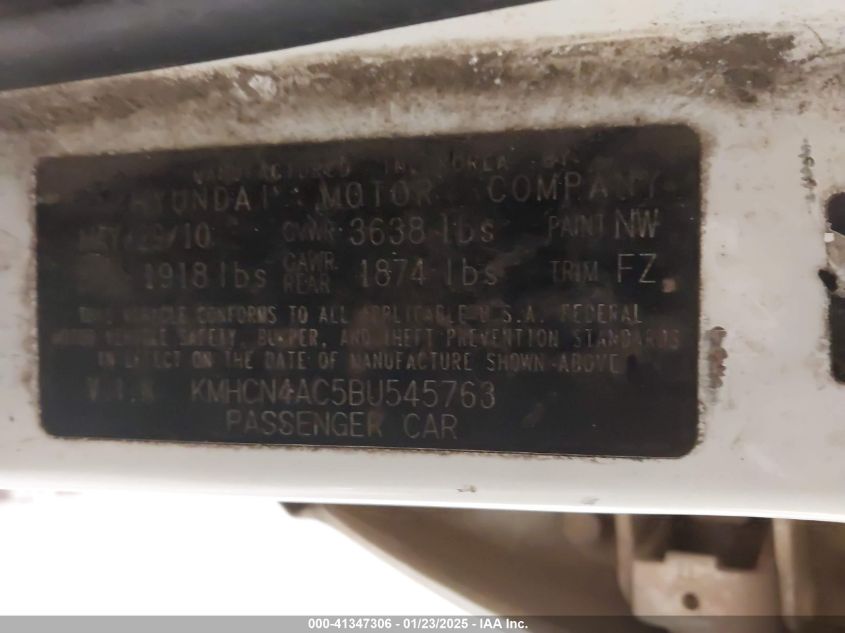 MANUFACTURED IN KOREA BY
HYUNDAI MOTOR COMPANY
/10 GVWR 3638 lbs PAINT NW
1918 lbs GAWR REAR 1874 lbs TRIM FZ
THIS VEHICLE CONFORMS TO ALL APPLICABLE U.S.A. FEDERAL
MOTOR VEHICLE SAFETY, BUMPER, AND THEFT PREVENTION STANDARDS
IN EFFECT ON THE DATE OF MANUFACTURE SHOWN ABOVE
V.I.N KMHCN4AC5BU545763
PASSENGER CAR
000-41347306 | 01/23/2025 | IAA, Inc.